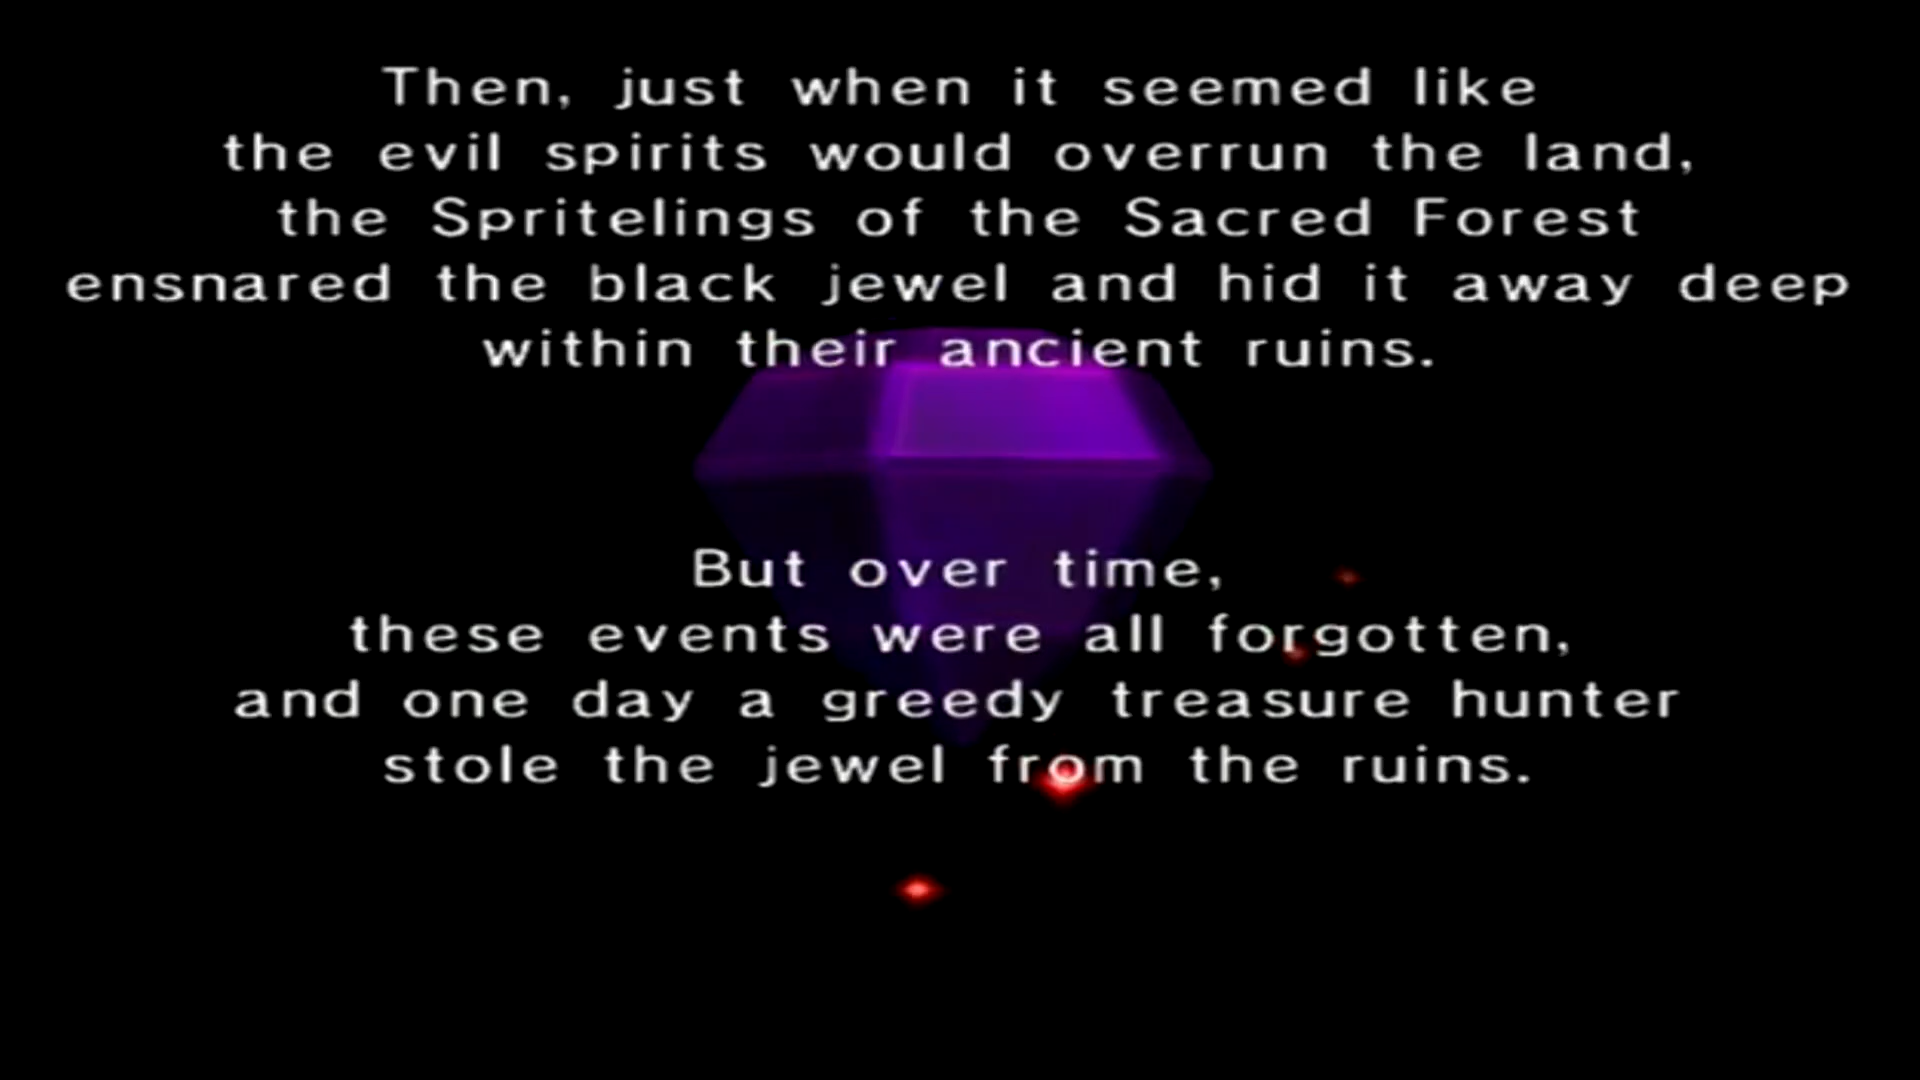 Then, just when it seemed like
the evil spirits would overrun the land,
the Spritelings of the Sacred Forest
ensnared the black jewel and hid it away deep
within their ancient ruins.
But over time,
these events were all forgotten,
and one day a greedy treasure hunter
stole the jewel from the ruins.